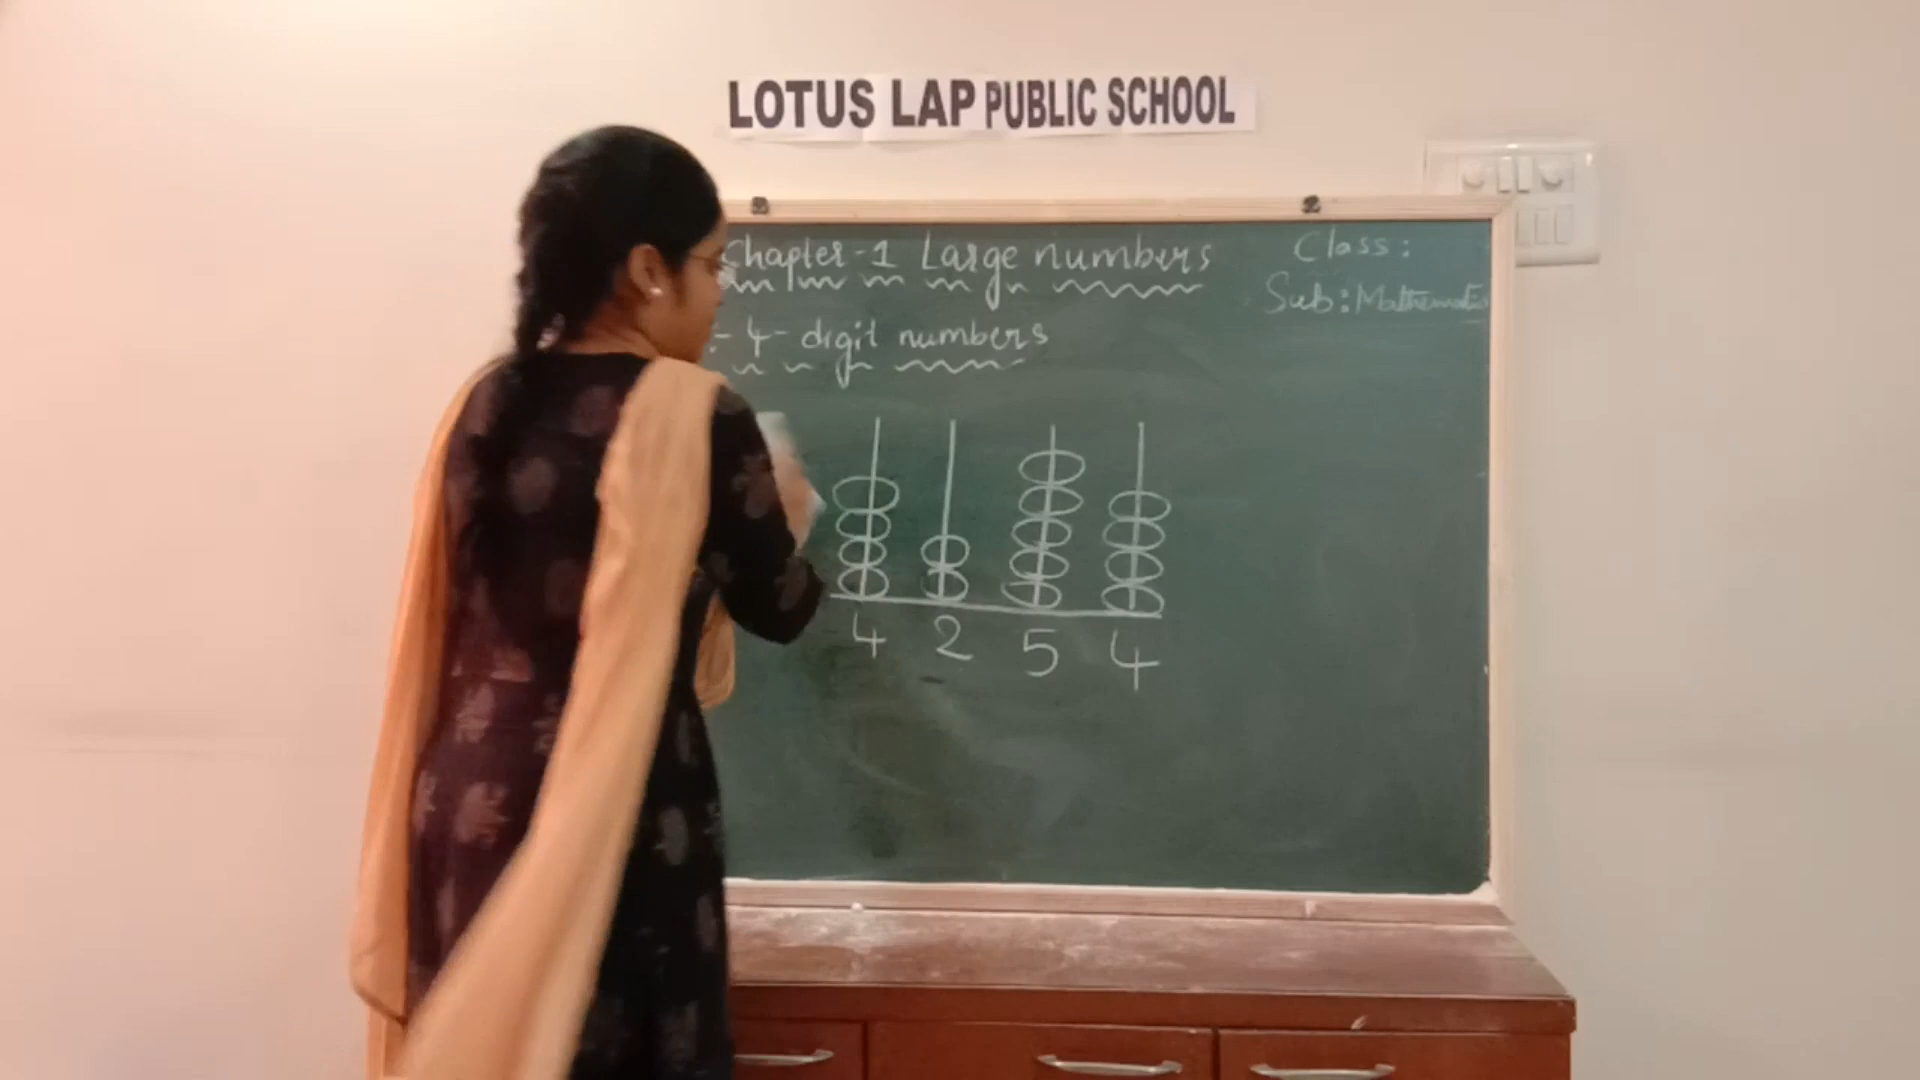 LOTUS LAP PUBLIC SCHOOL
Chapter-1 Large numbers
Class:
Sub: Mathematics
:- 4-digit numbers
4 2 5 4